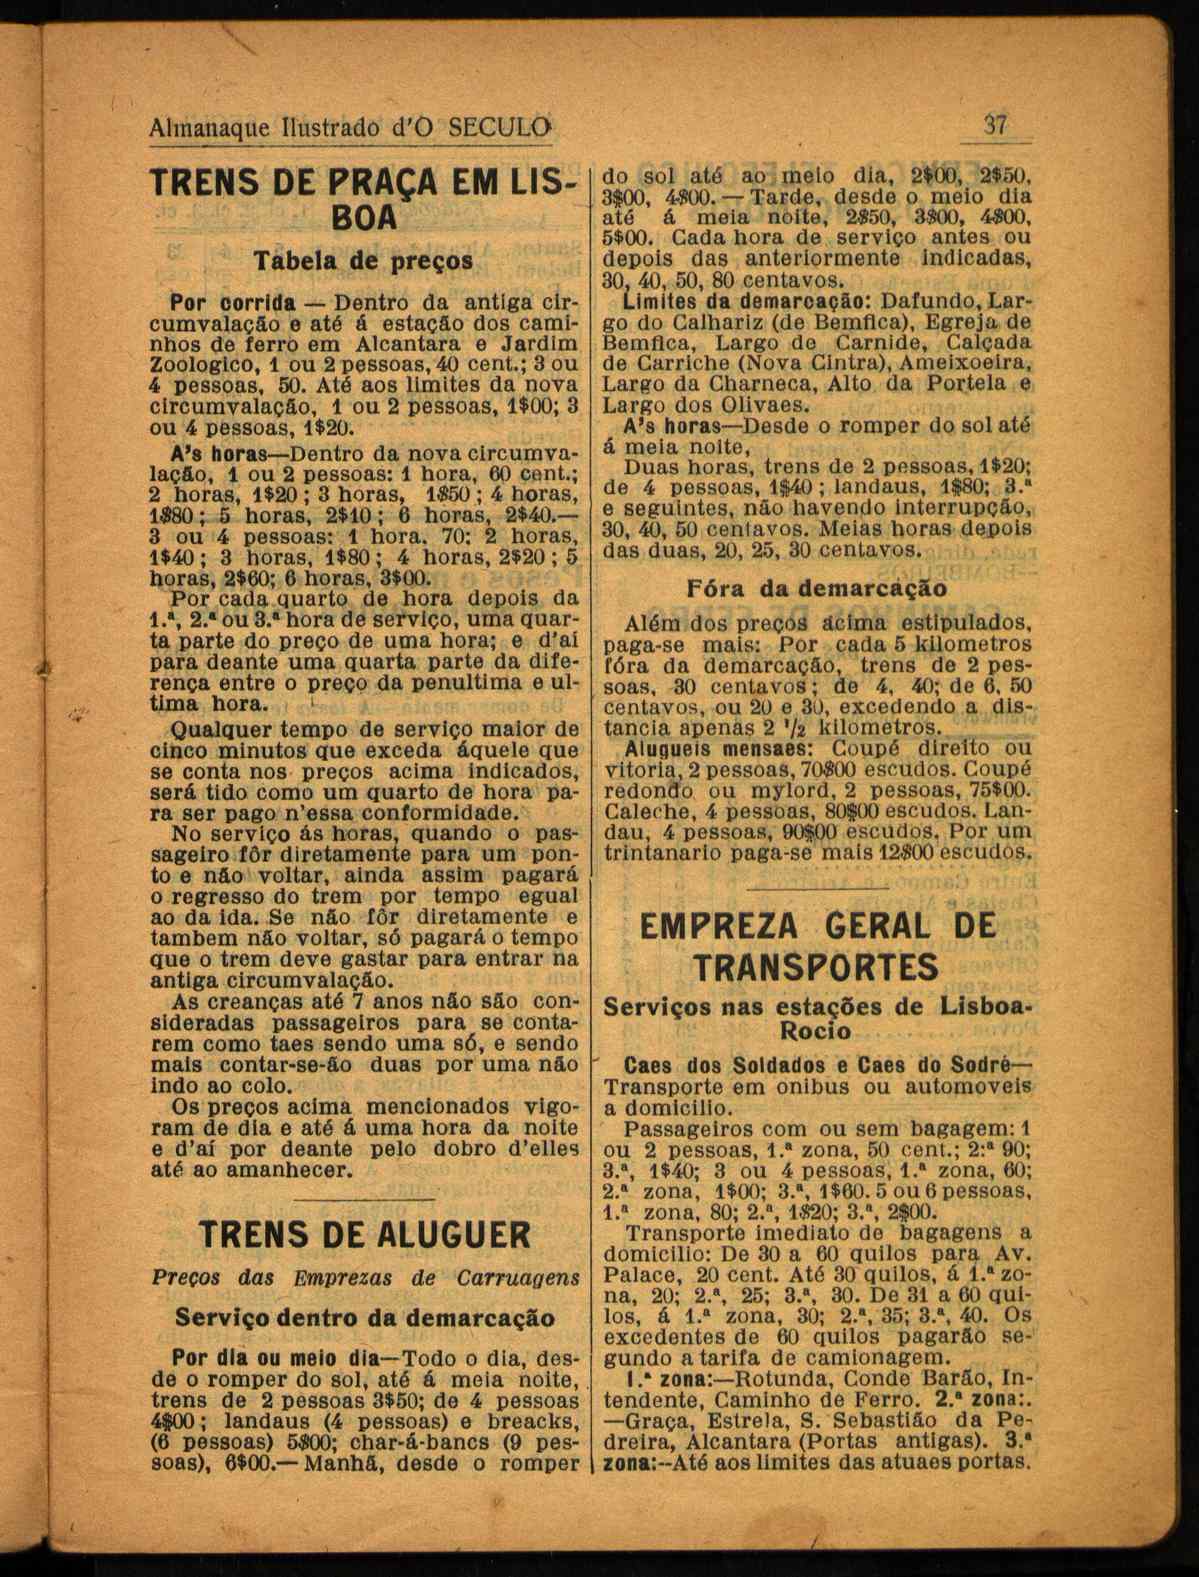 Almanaque Ilustrado d'O SECULO
37
TRENS DE PRAÇA EM LIS-
BOA
Tabela de preços
Por corrida — Dentro da antiga cir-
cumvalação e até á estação dos cami-
nhos de ferro em Alcantara e Jardim
Zoologico, 1 ou 2 pessoas, 40 cent.; 3 ou
4 pessoas, 50. Até aos limites da nova
circumvalação, 1 ou 2 pessoas, 1$00; 3
ou 4 pessoas, 1$20.
A's horas—Dentro da nova circumva-
lação, 1 ou 2 pessoas: 1 hora, 60 cent.;
2 horas, 1$20; 3 horas, 1$50; 4 horas,
1$80; 5 horas, 2$10; 6 horas, 2$40.—
3 ou 4 pessoas: 1 hora. 70; 2 horas,
1$40; 3 horas, 1$80; 4 horas, 2$20; 5
horas, 2$60; 6 horas, 3$00.
Por cada quarto de hora depois da
1.ª, 2.ª ou 3.ª hora de serviço, uma quar-
ta parte do preço de uma hora; e d'aí
para deante uma quarta parte da dife-
rença entre o preço da penultima e ul-
tima hora.
Qualquer tempo de serviço maior de
cinco minutos que exceda áquele que
se conta nos preços acima indicados,
será tido como um quarto de hora pa-
ra ser pago n'essa conformidade.
No serviço ás horas, quando o pas-
sageiro fôr diretamente para um pon-
to e não voltar, ainda assim pagará
o regresso do trem por tempo egual
ao da ida. Se não fôr diretamente e
tambem não voltar, só pagará o tempo
que o trem deve gastar para entrar na
antiga circumvalação.
As creanças até 7 anos não são con-
sideradas passageiros para se conta-
rem como taes sendo uma só, e sendo
mais contar-se-ão duas por uma não
indo ao colo.
Os preços acima mencionados vigo-
ram de dia e até á uma hora da noite
e d'aí por deante pelo dobro d'elles
até ao amanhecer.
TRENS DE ALUGUER
Preços das Emprezas de Carruagens
Serviço dentro da demarcação
Por dia ou meio dia—Todo o dia, des-
de o romper do sol, até á meia noite,
trens de 2 pessoas 3$50; de 4 pessoas
4$00; landaus (4 pessoas) e breacks,
(6 pessoas) 5$00; char-á-bancs (9 pes-
soas), 6$00.— Manhã, desde o romper
do sol até ao meio dia, 2$00, 2$50,
3$00, 4$00. — Tarde, desde o meio dia
até á meia noite, 2$50, 3$00, 4$00,
5$00. Cada hora de serviço antes ou
depois das anteriormente indicadas,
30, 40, 50, 80 centavos.
Limites da demarcação: Dafundo, Lar-
go do Calhariz (de Bemfica), Egreja de
Bemfica, Largo de Carnide, Calçada
de Carriche (Nova Cintra), Ameixoeira,
Largo da Charneca, Alto da Portela e
Largo dos Olivaes.
A's horas—Desde o romper do sol até
á meia noite,
Duas horas, trens de 2 pessoas, 1$20;
de 4 pessoas, 1$40; landaus, 1$80; 3.ª
e seguintes, não havendo interrupção,
30, 40, 50 centavos. Meias horas depois
das duas, 20, 25, 30 centavos.
Fóra da demarcação
Além dos preços acima estipulados,
paga-se mais: Por cada 5 kilometros
fóra da demarcação, trens de 2 pes-
soas, 30 centavos; de 4, 40; de 6, 50
centavos, ou 20 e 30, excedendo a dis-
tancia apenas 2 1/2 kilometros.
Alugueis mensaes: Coupé direito ou
vitoria, 2 pessoas, 70$00 escudos. Coupé
redondo ou mylord, 2 pessoas, 75$00.
Caleche, 4 pessoas, 80$00 escudos. Lan-
dau, 4 pessoas, 90$00 escudos. Por um
trintanario paga-se mais 12$00 escudos.
EMPREZA GERAL DE
TRANSPORTES
Serviços nas estações de Lisboa-
Rocio
Caes dos Soldados e Caes do Sodré—
Transporte em onibus ou automoveis
a domicilio.
Passageiros com ou sem bagagem: 1
ou 2 pessoas, 1.ª zona, 50 cent.; 2:ª 90;
3.ª, 1$40; 3 ou 4 pessoas, 1.ª zona, 60;
2.ª zona, 1$00; 3.ª, 1$60. 5 ou 6 pessoas,
1.ª zona, 80; 2.ª, 1$20; 3.ª, 2$00.
Transporte imediato de bagagens a
domicilio: De 30 a 60 quilos para Av.
Palace, 20 cent. Até 30 quilos, á 1.ª zo-
na, 20; 2.ª, 25; 3.ª, 30. De 31 a 60 qui-
los, á 1.ª zona, 30; 2.ª, 35; 3.ª, 40. Os
excedentes de 60 quilos pagarão se-
gundo a tarifa de camionagem.
1.ª zona:—Rotunda, Conde Barão, In-
tendente, Caminho de Ferro. 2.ª zona:.
—Graça, Estrela, S. Sebastião da Pe-
dreira, Alcantara (Portas antigas). 3.ª
zona:--Até aos limites das atuaes portas.